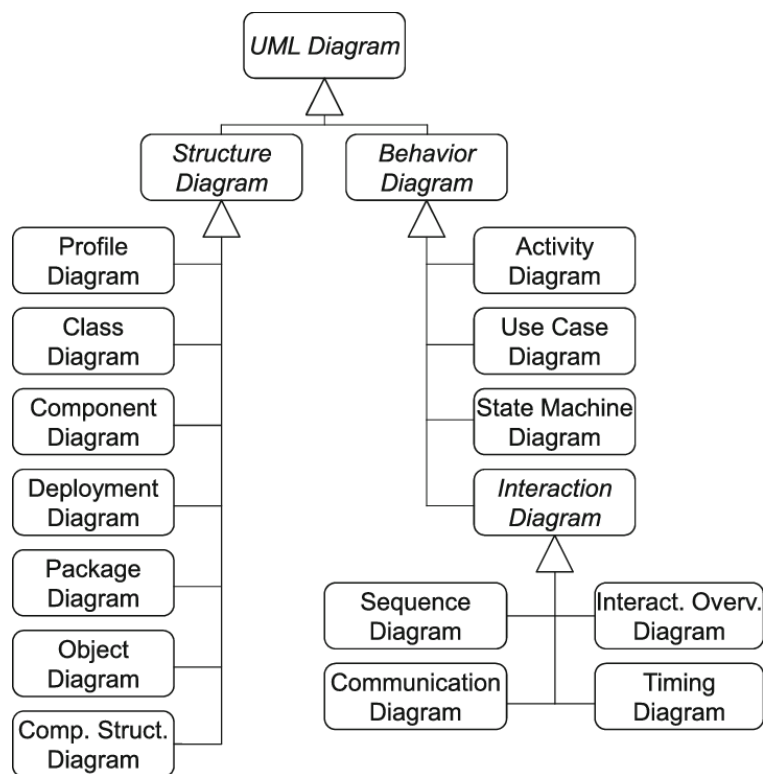 UML Diagram
Structure
Diagram
Behavior
Diagram
Profile
Diagram
Class
Diagram
Component
Diagram
Deployment
Diagram
Package
Diagram
Object
Diagram
Comp. Struct.
Diagram
Activity
Diagram
Use Case
Diagram
State Machine
Diagram
Interaction
Diagram
Sequence
Diagram
Interact. Overv.
Diagram
Communication
Diagram
Timing
Diagram